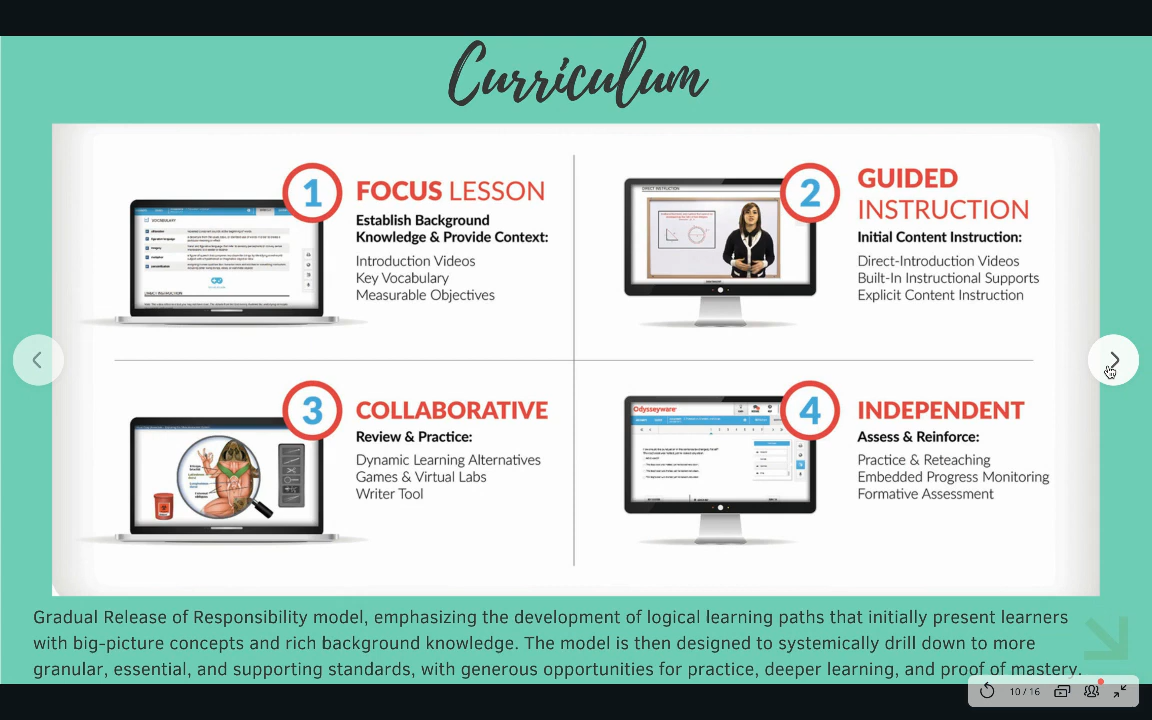 Curriculum
1
FOCUS LESSON
Establish Background
Knowledge & Provide Context:
Introduction Videos
Key Vocabulary
Measurable Objectives
VOCABULARY
DIRECT INSTRUCTION
2
GUIDED
INSTRUCTION
Initial Content Instruction:
Direct-Introduction Videos
Built-In Instructional Supports
Explicit Content Instruction
DIRECT INSTRUCTION
3
COLLABORATIVE
Review & Practice:
Dynamic Learning Alternatives
Games & Virtual Labs
Writer Tool
4
INDEPENDENT
Assess & Reinforce:
Practice & Reteaching
Embedded Progress Monitoring
Formative Assessment
Odysseyware
Gradual Release of Responsibility model, emphasizing the development of logical learning paths that initially present learners
with big-picture concepts and rich background knowledge. The model is then designed to systemically drill down to more
granular, essential, and supporting standards, with generous opportunities for practice, deeper learning, and proof of mastery.
10 / 16